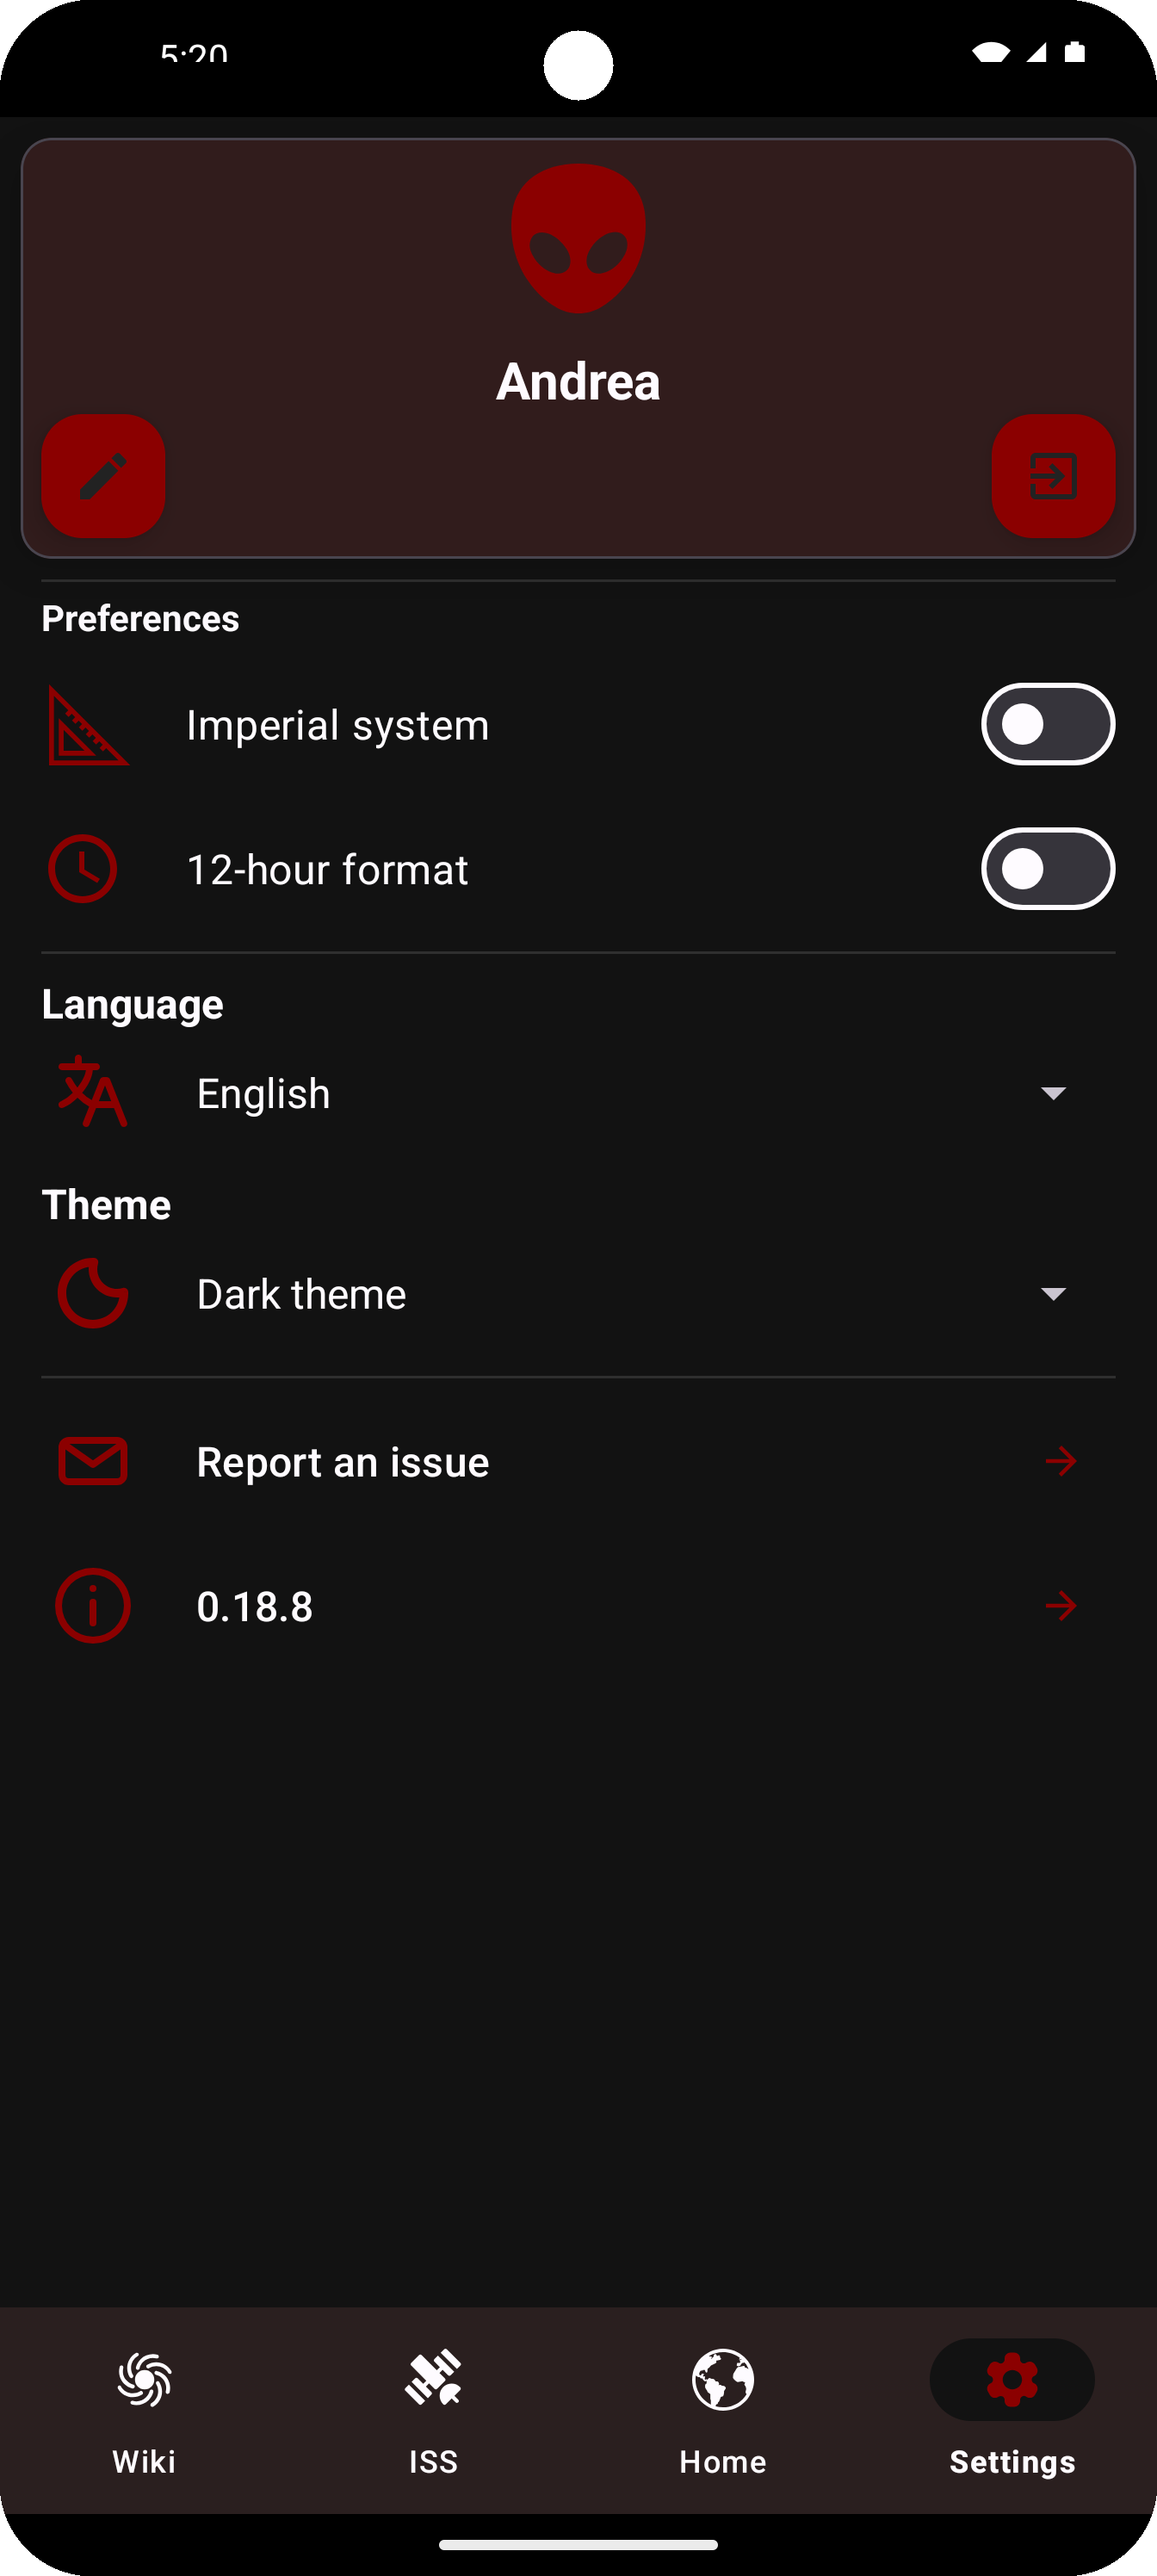 5:20
Andrea
Preferences
Imperial system
12-hour format
Language
English
Theme
Dark theme
Report an issue
0.18.8
Wiki
ISS
Home
Settings